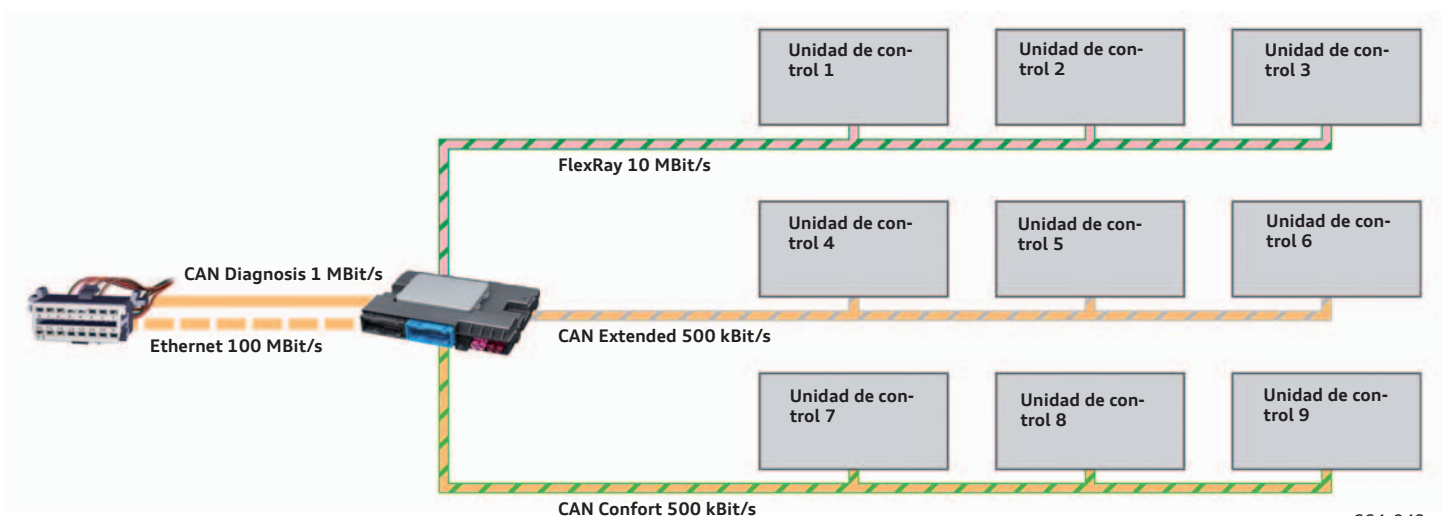 Unidad de con-
trol 1
Unidad de con-
trol 2
Unidad de con-
trol 3
FlexRay 10 MBit/s
Unidad de con-
trol 4
Unidad de con-
trol 5
Unidad de con-
trol 6
CAN Diagnosis 1 MBit/s
Ethernet 100 MBit/s
CAN Extended 500 kBit/s
Unidad de con-
trol 7
Unidad de con-
trol 8
Unidad de con-
trol 9
CAN Confort 500 kBit/s